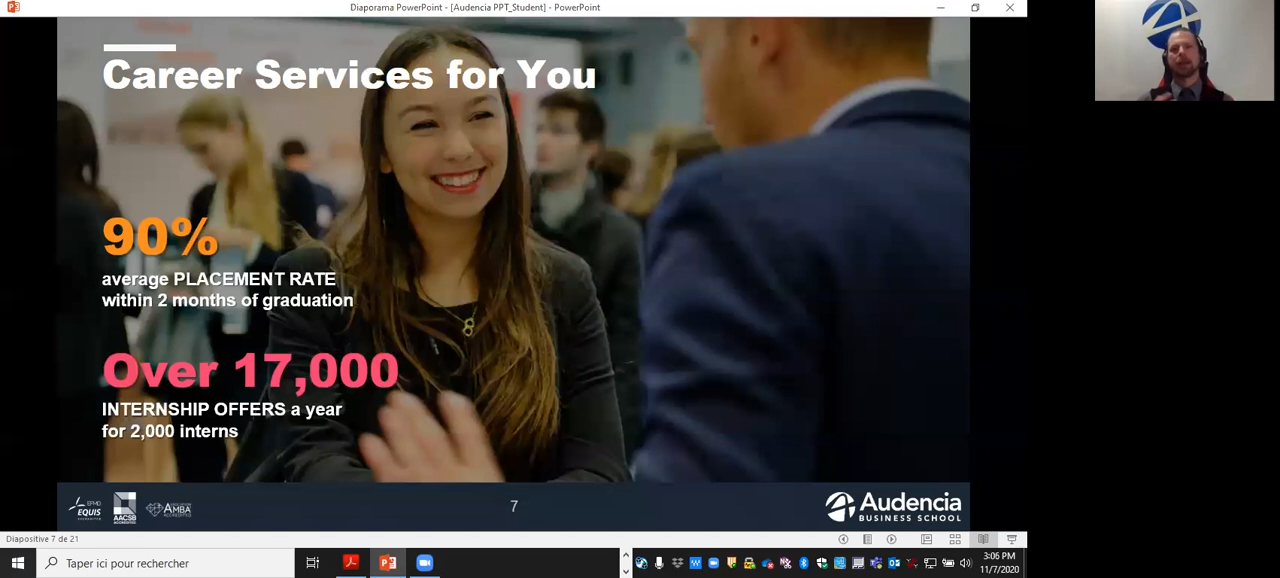 Diaporama PowerPoint - [Audencia PPT_Student] - PowerPoint
Career Services for You
90%
average PLACEMENT RATE
within 2 months of graduation
Over 17,000
INTERNSHIP OFFERS a year
for 2,000 interns
EFMD
EQUIS
AACSB
ACCREDITED
AMBA
7
Audencia
BUSINESS SCHOOL
Diapositive 7 de 21
Taper ici pour rechercher
3:06 PM
11/7/2020